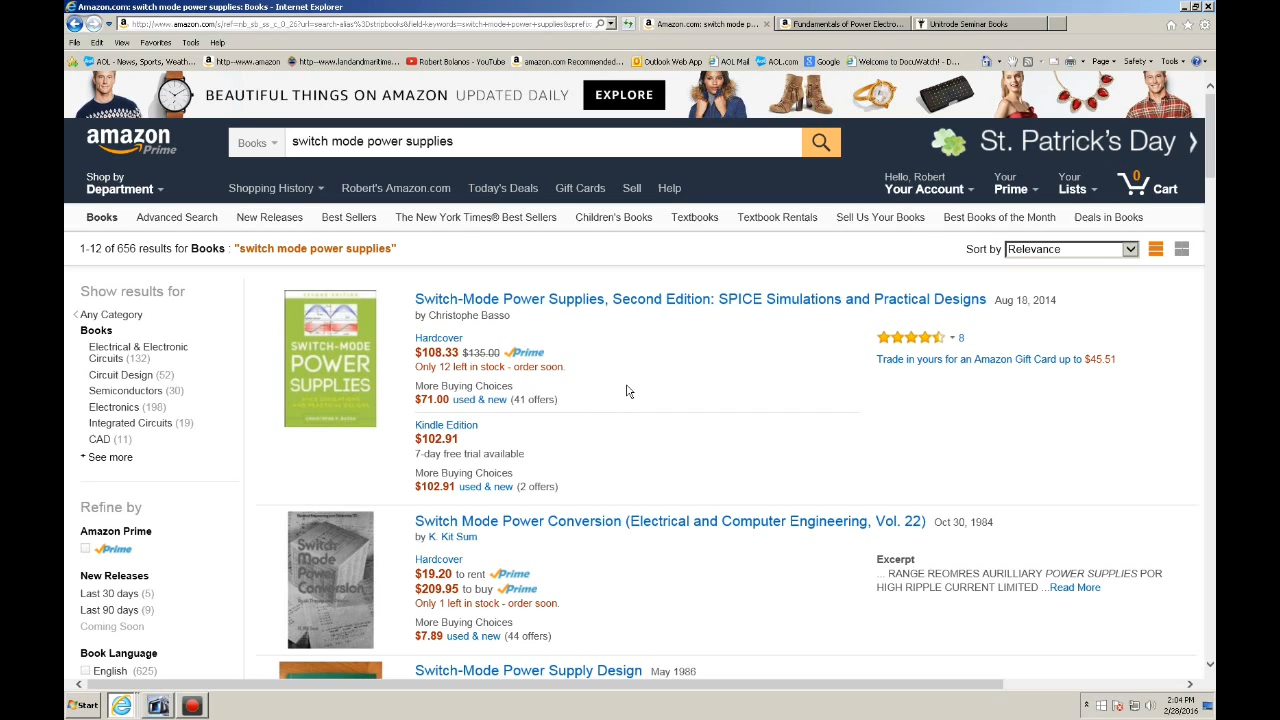 Amazon.com: switch mode power supplies: Books - Internet Explorer
Amazon.com: switch mode p...
Fundamentals of Power Electro...
Unitrode Seminar Books
File Edit View Favorites Tools Help
AOL - News, Sports, Weath...
http--www.amazon
http--www.landandmaritime...
Robert Bolanos - YouTube
amazon.com Recommended...
Outlook Web App
AOL Mail
AOL.com
Google
Welcome to DocuWatch! - D...
Page
Safety
Tools
BEAUTIFUL THINGS ON AMAZON UPDATED DAILY EXPLORE
amazon Prime
Books
switch mode power supplies
St. Patrick's Day
Shop by
Department
Shopping History
Robert's Amazon.com
Today's Deals
Gift Cards
Sell
Help
Hello, Robert
Your Account
Your
Prime
Your
Lists
0
Cart
Books Advanced Search New Releases Best Sellers The New York Times® Best Sellers Children's Books Textbooks Textbook Rentals Sell Us Your Books Best Books of the Month Deals in Books
1-12 of 656 results for Books : "switch mode power supplies"
Sort by Relevance
Show results for
Any Category
Books
Electrical & Electronic
Circuits (132)
Circuit Design (52)
Semiconductors (30)
Electronics (198)
Integrated Circuits (19)
CAD (11)
+ See more
Refine by
Amazon Prime
Prime
New Releases
Last 30 days (5)
Last 90 days (9)
Coming Soon
Book Language
English (625)
SWITCH-MODE
POWER
SUPPLIES
Switch-Mode Power Supplies, Second Edition: SPICE Simulations and Practical Designs Aug 18, 2014
by Christophe Basso
Hardcover
$108.33 $135.00 Prime
Only 12 left in stock - order soon.
More Buying Choices
$71.00 used & new (41 offers)
8
Trade in yours for an Amazon Gift Card up to $45.51
Kindle Edition
$102.91
7-day free trial available
More Buying Choices
$102.91 used & new (2 offers)
Switch
Mode
Power
Conversion
Switch Mode Power Conversion (Electrical and Computer Engineering, Vol. 22) Oct 30, 1984
by K. Kit Sum
Hardcover
$19.20 to rent Prime
$209.95 to buy Prime
Only 1 left in stock - order soon.
More Buying Choices
$7.89 used & new (44 offers)
Excerpt
... RANGE REOMRES AURILLIARY POWER SUPPLIES POR
HIGH RIPPLE CURRENT LIMITED ...Read More
Switch-Mode Power Supply Design May 1986
Start
2:04 PM
2/28/2016